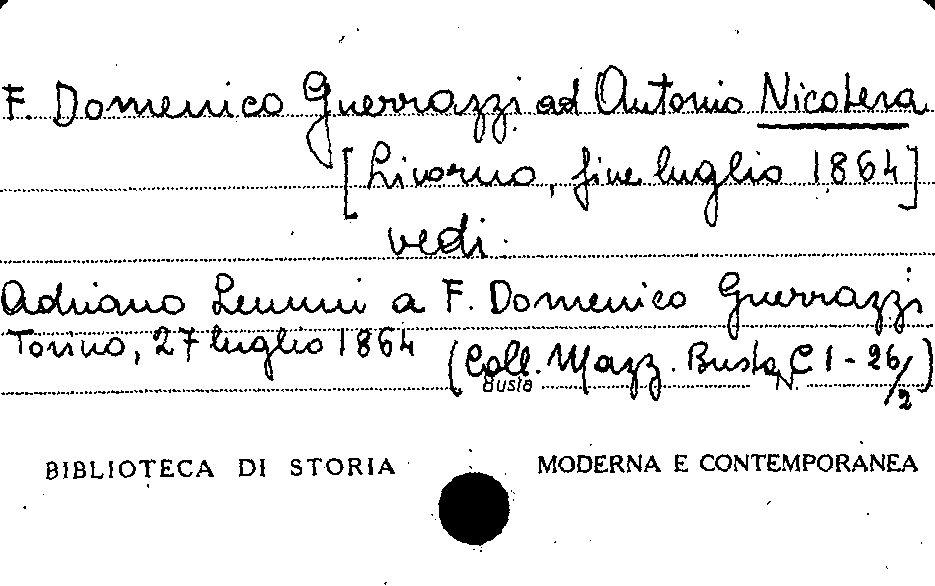 F. Domenico Guerrazzi ad Antonio Nicotera
[Livorno, fine luglio 1864]
vedi:
Adriano Lemmi a F. Domenico Guerrazzi
Torino, 27 luglio 1864 (Coll. Mazz. Busta C 1 - 26/2)
Busta N.
BIBLIOTECA DI STORIA MODERNA E CONTEMPORANEA